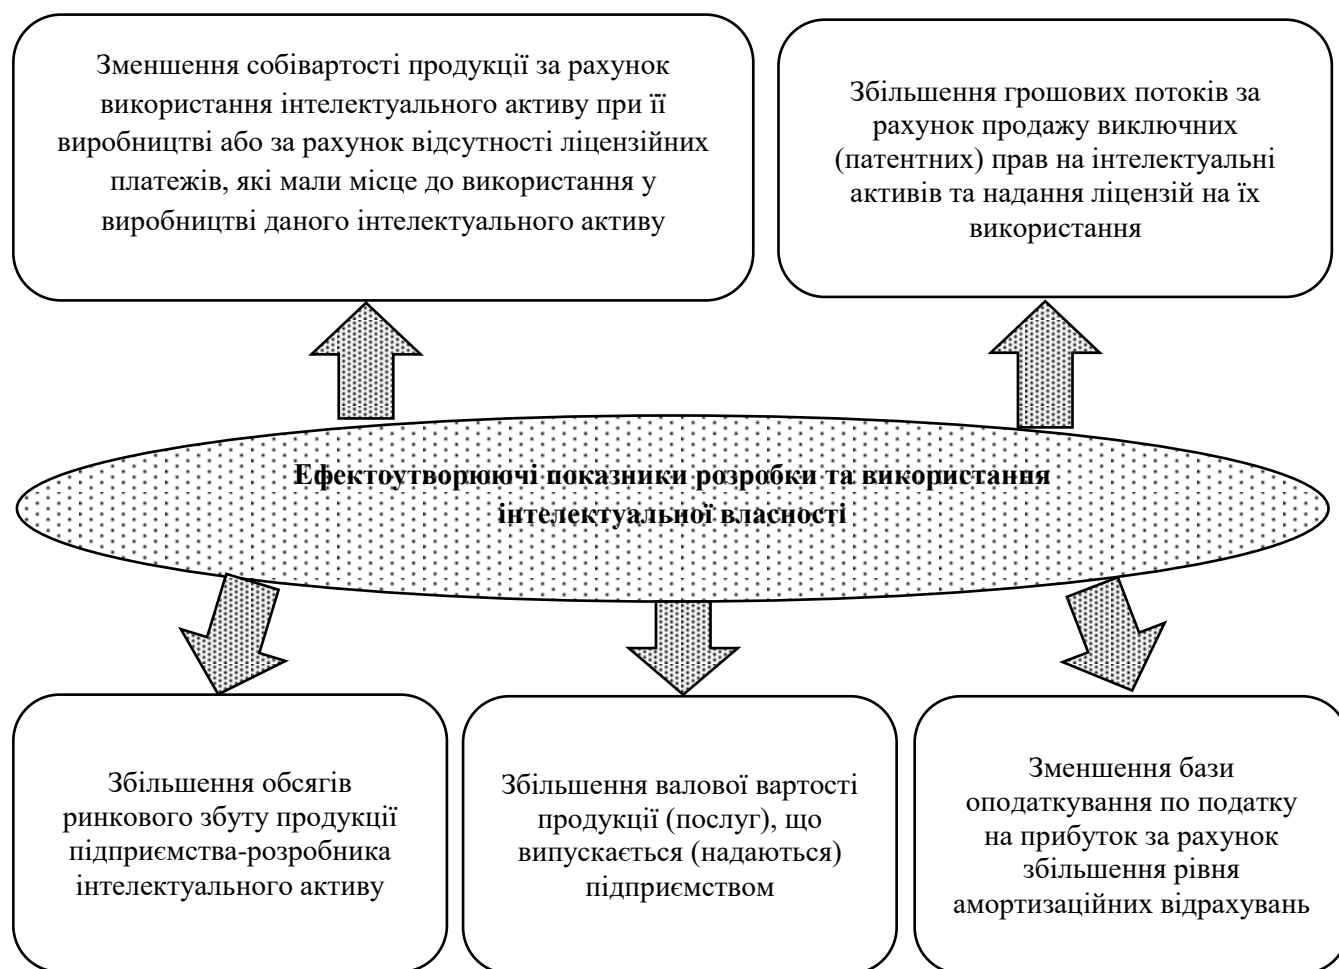 Зменшення собівартості продукції за рахунок
використання інтелектуального активу при її
виробництві або за рахунок відсутності ліцензійних
платежів, які мали місце до використання у
виробництві даного інтелектуального активу
Збільшення грошових потоків за
рахунок продажу виключних
(патентних) прав на інтелектуальні
активів та надання ліцензій на їх
використання
Ефектоутворюючі показники розробки та використання
інтелектуальної власності
Збільшення обсягів
ринкового збуту продукції
підприємства-розробника
інтелектуального активу
Збільшення валової вартості
продукції (послуг), що
випускається (надаються)
підприємством
Зменшення бази
оподаткування по податку
на прибуток за рахунок
збільшення рівня
амортизаційних відрахувань